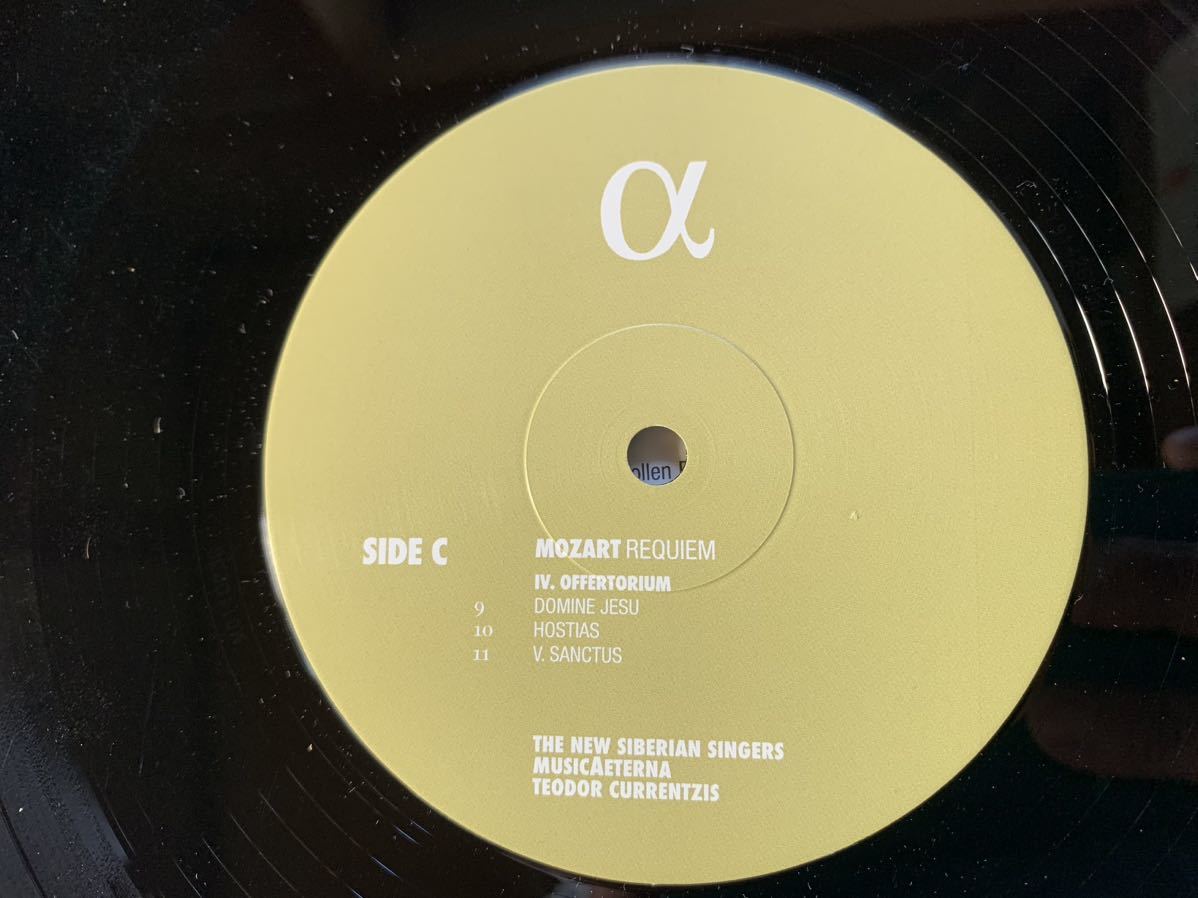 α
ollen
SIDE C
MOZART REQUIEM
IV. OFFERTORIUM
9 DOMINE JESU
10 HOSTIAS
11 V. SANCTUS
THE NEW SIBERIAN SINGERS
MUSICAETERNA
TEODOR CURRENTZIS